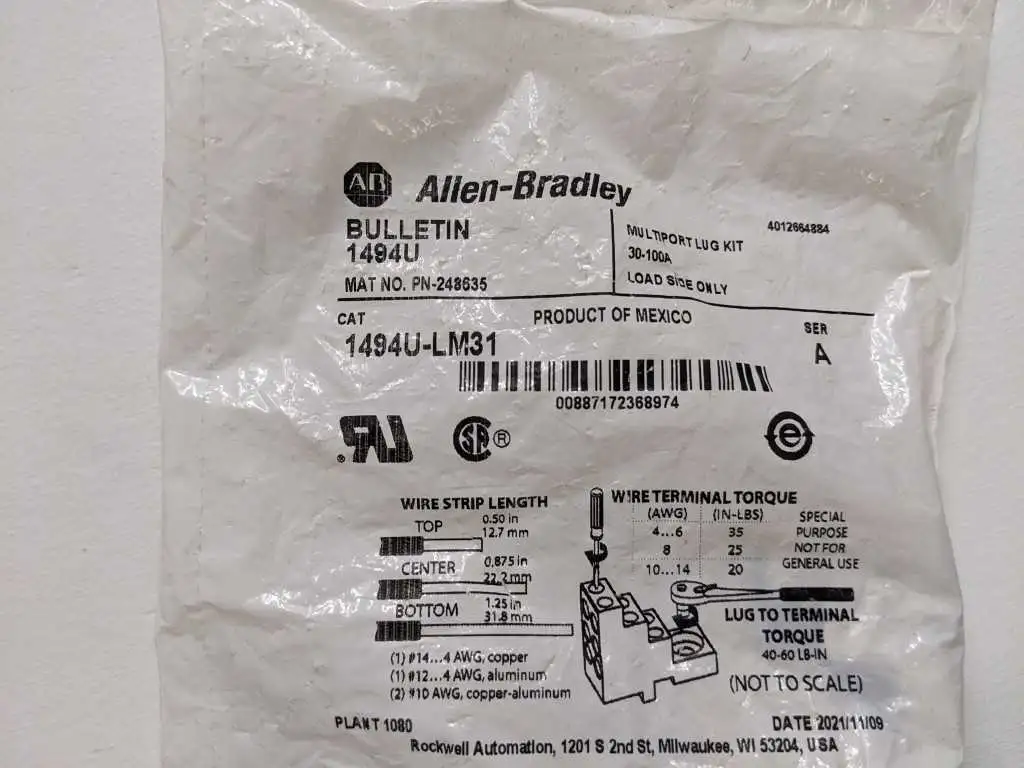 AB Allen-Bradley
BULLETIN
1494U
MAT NO. PN-248635
MULTIPORT LUG KIT
30-100A
LOAD SIDE ONLY
4012664884
CAT
1494U-LM31
PRODUCT OF MEXICO
SER
A
00887172368974
RU® SA® e
WIRE STRIP LENGTH
TOP 0.50 in
12.7 mm
CENTER 0.875 in
22.2 mm
BOTTOM 1.25 in
31.8 mm
(1) #14...4 AWG, copper
(1) #12...4 AWG, aluminum
(2) #10 AWG, copper-aluminum
WIRE TERMINAL TORQUE
(AWG) (IN-LBS)
4...6 35
8 25
10...14 20
SPECIAL
PURPOSE
NOT FOR
GENERAL USE
LUG TO TERMINAL
TORQUE
40-60 LB-IN
(NOT TO SCALE)
PLANT 1080
DATE 2021/11/09
Rockwell Automation, 1201 S 2nd St, Milwaukee, WI 53204, USA